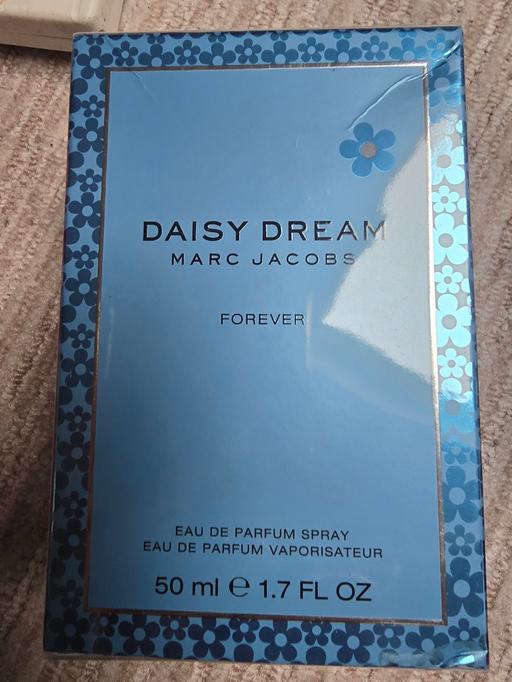 DAISY DREAM
MARC JACOBS
FOREVER
EAU DE PARFUM SPRAY
EAU DE PARFUM VAPORISATEUR
50 ml ℮ 1.7 FL OZ